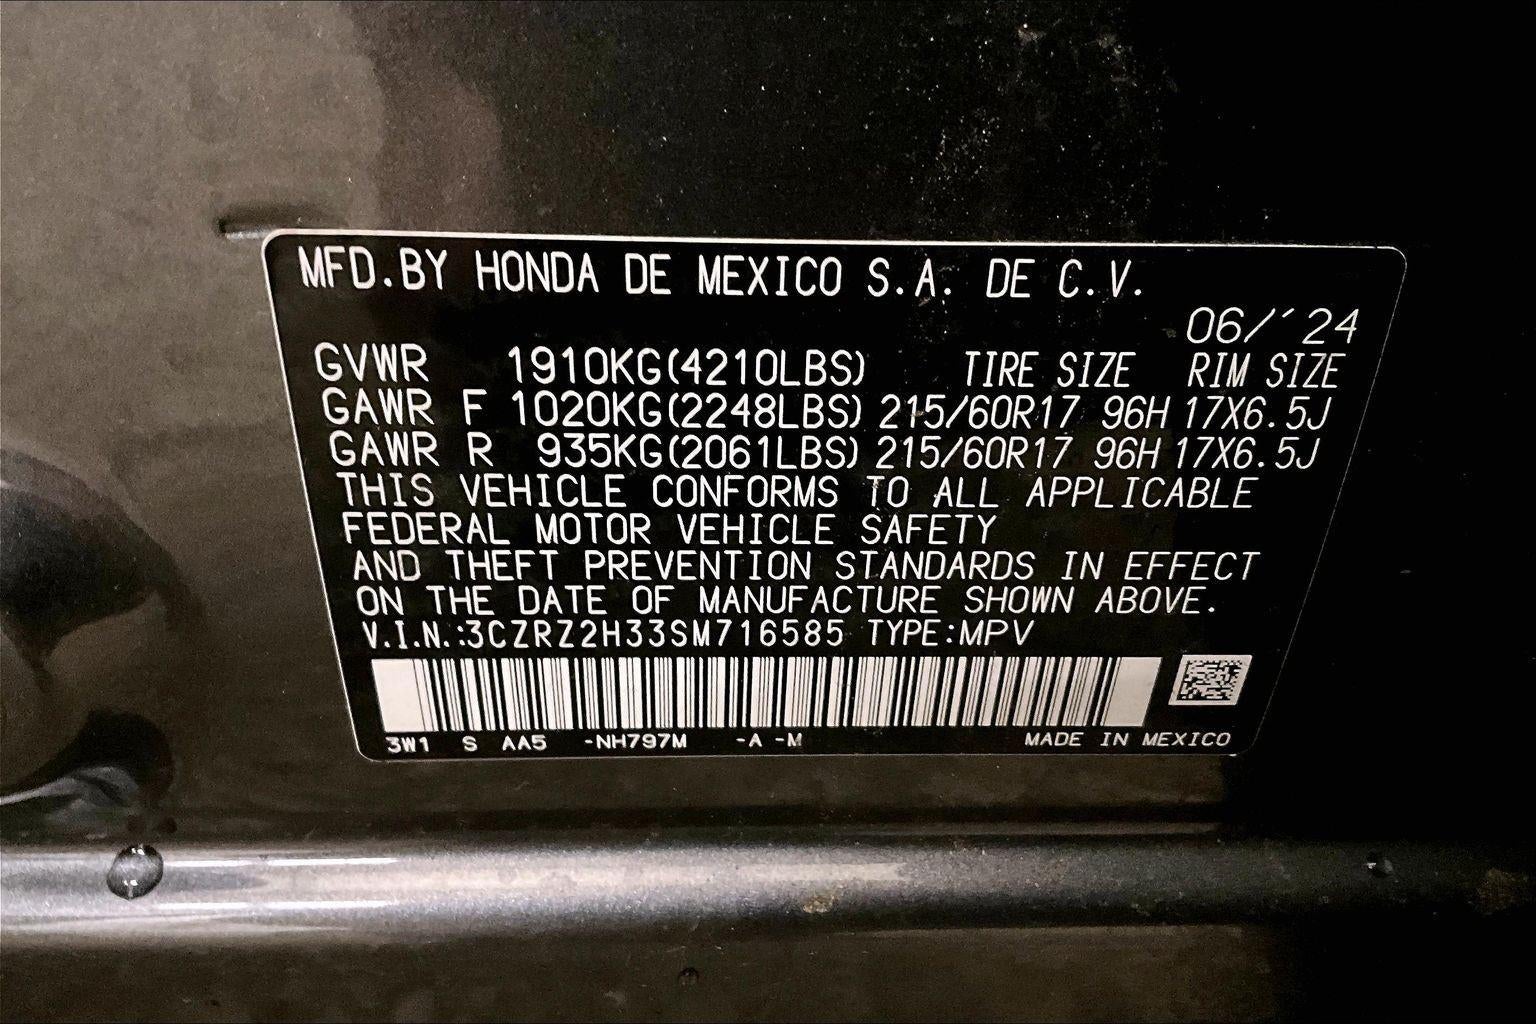 MFD.BY HONDA DE MEXICO S.A. DE C.V.
06/´24
GVWR 1910KG(4210LBS) TIRE SIZE RIM SIZE
GAWR F 1020KG(2248LBS) 215/60R17 96H 17X6.5J
GAWR R 935KG(2061LBS) 215/60R17 96H 17X6.5J
THIS VEHICLE CONFORMS TO ALL APPLICABLE
FEDERAL MOTOR VEHICLE SAFETY
AND THEFT PREVENTION STANDARDS IN EFFECT
ON THE DATE OF MANUFACTURE SHOWN ABOVE.
V.I.N.:3CZRZ2H33SM716585 TYPE:MPV
3W1 S AA5 -NH797M -A -M MADE IN MEXICO